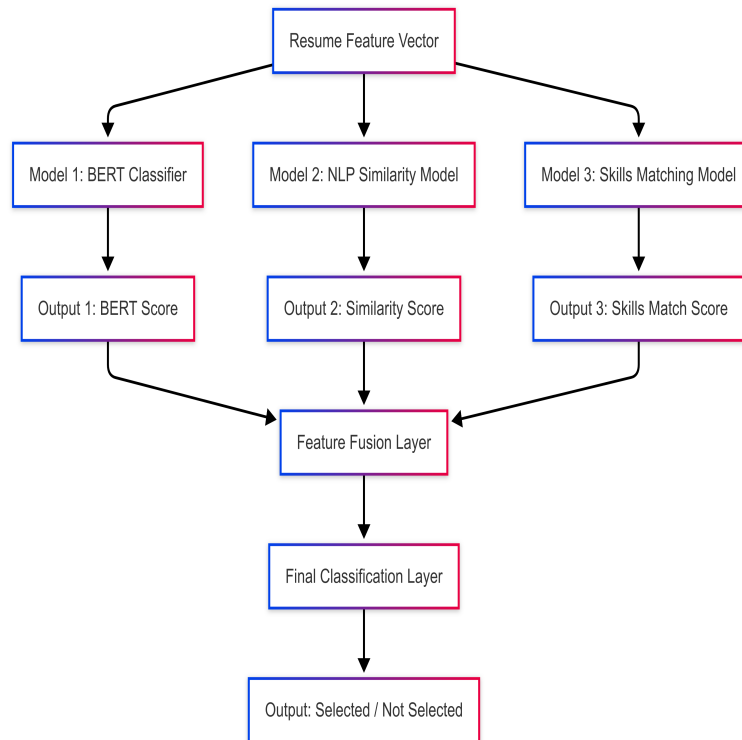 Resume Feature Vector
Model 1: BERT Classifier
Model 2: NLP Similarity Model
Model 3: Skills Matching Model
Output 1: BERT Score
Output 2: Similarity Score
Output 3: Skills Match Score
Feature Fusion Layer
Final Classification Layer
Output: Selected / Not Selected